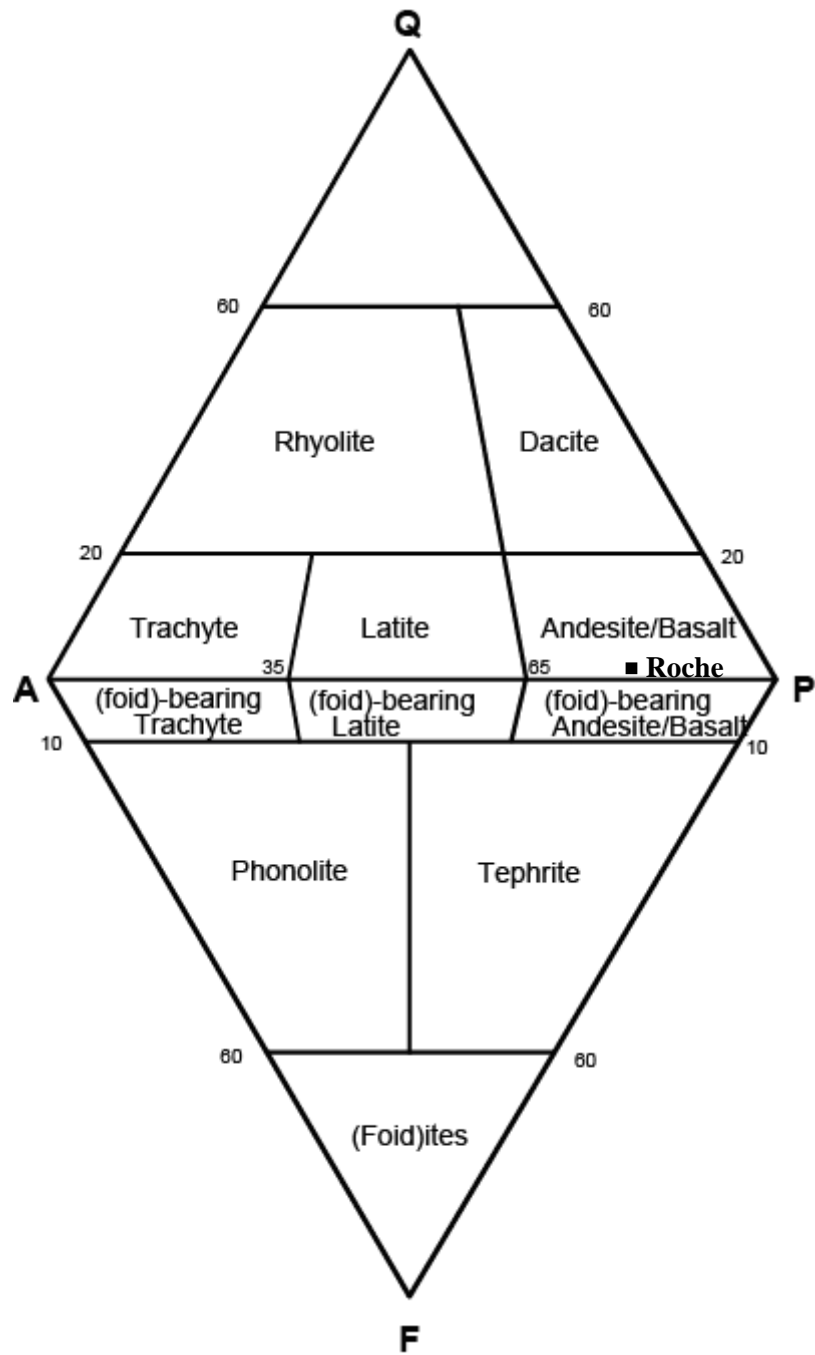 Q
60
60
Rhyolite
Dacite
20
20
Trachyte
Latite
Andesite/Basalt
35
65
Roche
A
P
(foid)-bearing
Trachyte
(foid)-bearing
Latite
(foid)-bearing
Andesite/Basalt
10
10
Phonolite
Tephrite
60
60
(Foid)ites
F